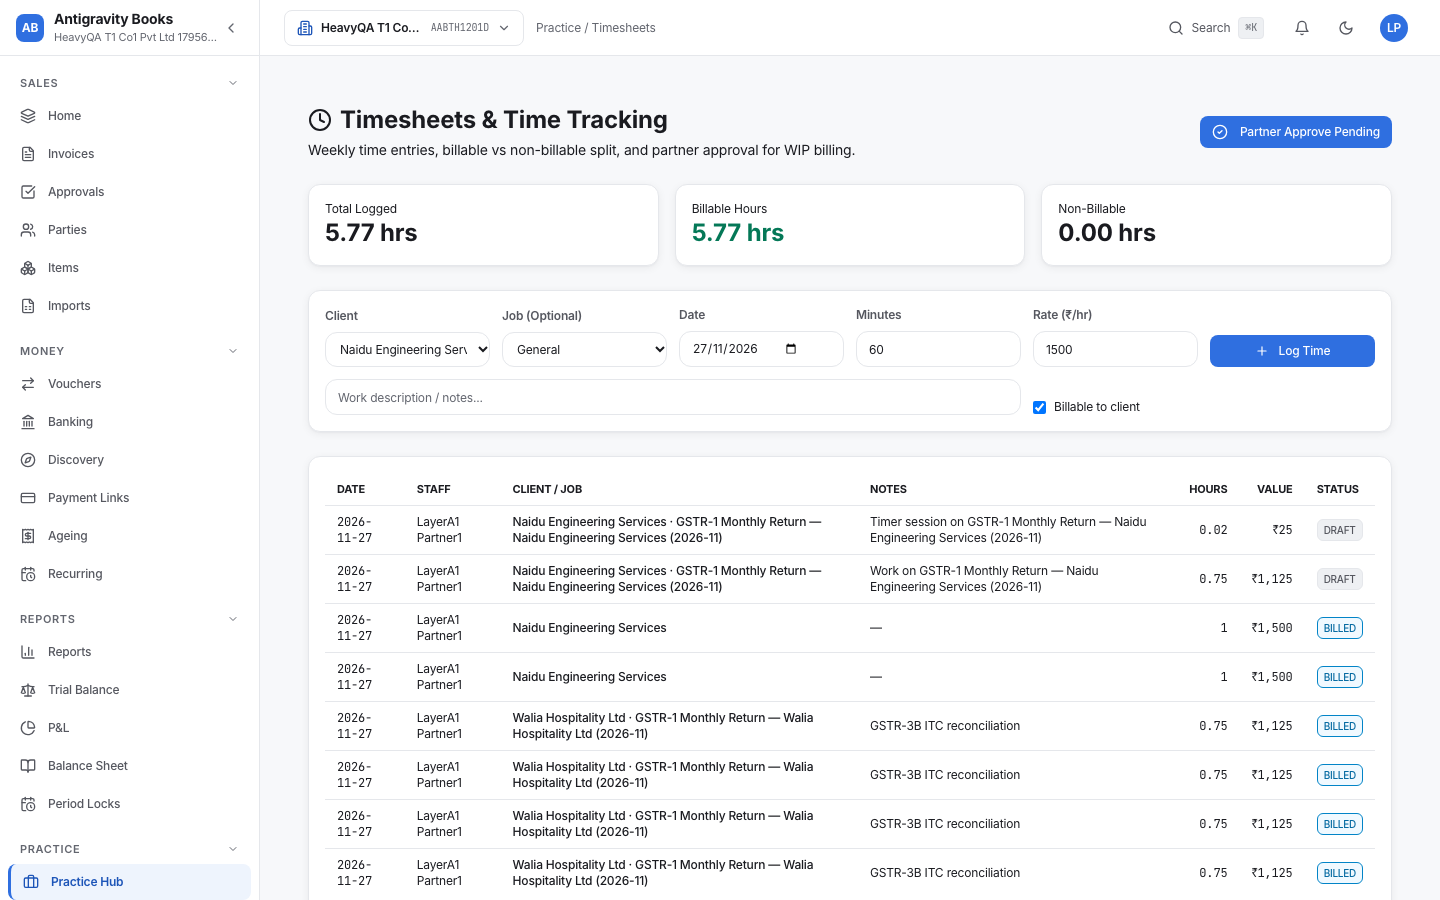 AB
Antigravity Books
HeavyQA T1 Co1 Pvt Ltd 17956...
HeavyQA T1 Co... AABTH1201D
Practice / Timesheets
Search ⌘K
LP
SALES
Home
Invoices
Approvals
Parties
Items
Imports
MONEY
Vouchers
Banking
Discovery
Payment Links
Ageing
Recurring
REPORTS
Reports
Trial Balance
P&L
Balance Sheet
Period Locks
PRACTICE
Practice Hub
Timesheets & Time Tracking
Weekly time entries, billable vs non-billable split, and partner approval for WIP billing.
Partner Approve Pending
Total Logged
5.77 hrs
Billable Hours
5.77 hrs
Non-Billable
0.00 hrs
Client
Naidu Engineering Serv
Job (Optional)
General
Date
27/11/2026
Minutes
60
Rate (₹/hr)
1500
Log Time
Work description / notes...
Billable to client
DATE STAFF CLIENT / JOB NOTES HOURS VALUE STATUS
2026- LayerA1 Naidu Engineering Services · GSTR-1 Monthly Return — Timer session on GSTR-1 Monthly Return — Naidu 0.02 ₹25 DRAFT
11-27 Partner1 Naidu Engineering Services (2026-11) Engineering Services (2026-11)
2026- LayerA1 Naidu Engineering Services · GSTR-1 Monthly Return — Work on GSTR-1 Monthly Return — Naidu 0.75 ₹1,125 DRAFT
11-27 Partner1 Naidu Engineering Services (2026-11) Engineering Services (2026-11)
2026- LayerA1 Naidu Engineering Services — 1 ₹1,500 BILLED
11-27 Partner1
2026- LayerA1 Naidu Engineering Services — 1 ₹1,500 BILLED
11-27 Partner1
2026- LayerA1 Walia Hospitality Ltd · GSTR-1 Monthly Return — Walia GSTR-3B ITC reconciliation 0.75 ₹1,125 BILLED
11-27 Partner1 Hospitality Ltd (2026-11)
2026- LayerA1 Walia Hospitality Ltd · GSTR-1 Monthly Return — Walia GSTR-3B ITC reconciliation 0.75 ₹1,125 BILLED
11-27 Partner1 Hospitality Ltd (2026-11)
2026- LayerA1 Walia Hospitality Ltd · GSTR-1 Monthly Return — Walia GSTR-3B ITC reconciliation 0.75 ₹1,125 BILLED
11-27 Partner1 Hospitality Ltd (2026-11)
2026- LayerA1 Walia Hospitality Ltd · GSTR-1 Monthly Return — Walia GSTR-3B ITC reconciliation 0.75 ₹1,125 BILLED
11-27 Partner1 Hospitality Ltd (2026-11)